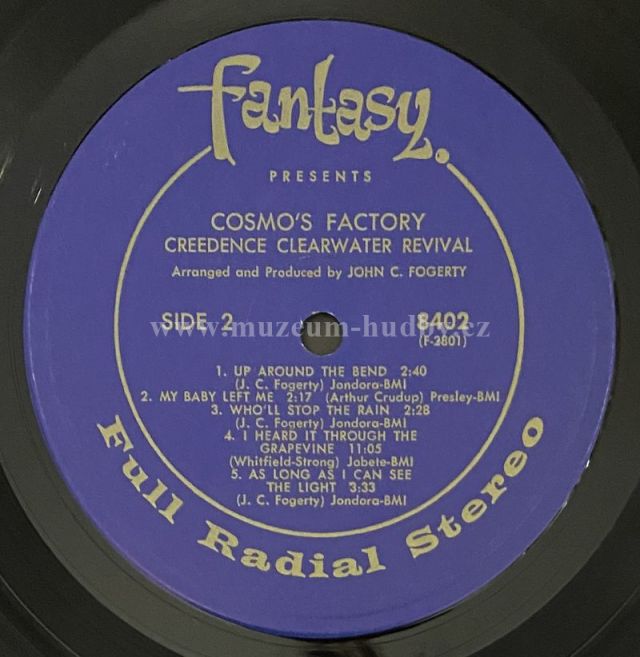 fantasy.
PRESENTS
COSMO'S FACTORY
CREEDENCE CLEARWATER REVIVAL
Arranged and Produced by JOHN C. FOGERTY
SIDE 2 8402
(F-2801)
www.muzeum-hudby.cz
1. UP AROUND THE BEND 2:40
(J. C. Fogerty) Jondora-BMI
2. MY BABY LEFT ME 2:17 (Arthur Crudup) Presley-BMI
3. WHO'LL STOP THE RAIN 2:28
(J. C. Fogerty) Jondora-BMI
4. I HEARD IT THROUGH THE
GRAPEVINE 11:05
(Whitfield-Strong) Jobete-BMI
5. AS LONG AS I CAN SEE
THE LIGHT 3:33
(J. C. Fogerty) Jondora-BMI
Full Radial Stereo